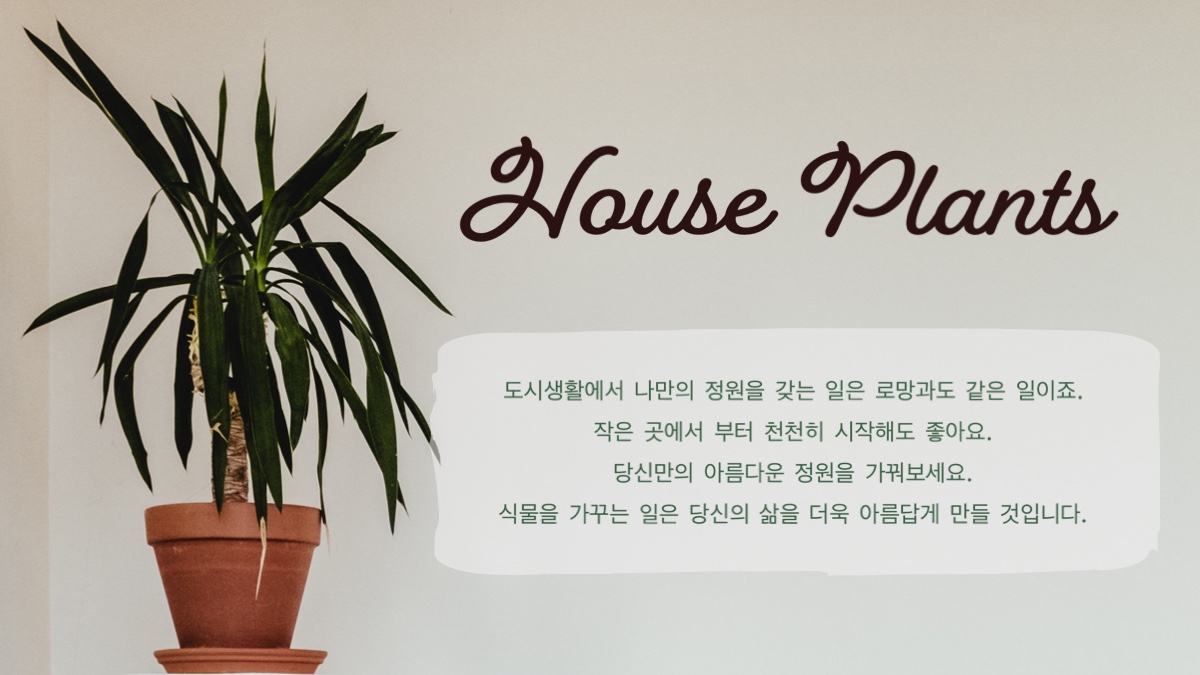 House Plants
도시생활에서 나만의 정원을 갖는 일은 로망과도 같은 일이죠.
작은 곳에서 부터 천천히 시작해도 좋아요.
당신만의 아름다운 정원을 가꿔보세요.
식물을 가꾸는 일은 당신의 삶을 더욱 아름답게 만들 것입니다.